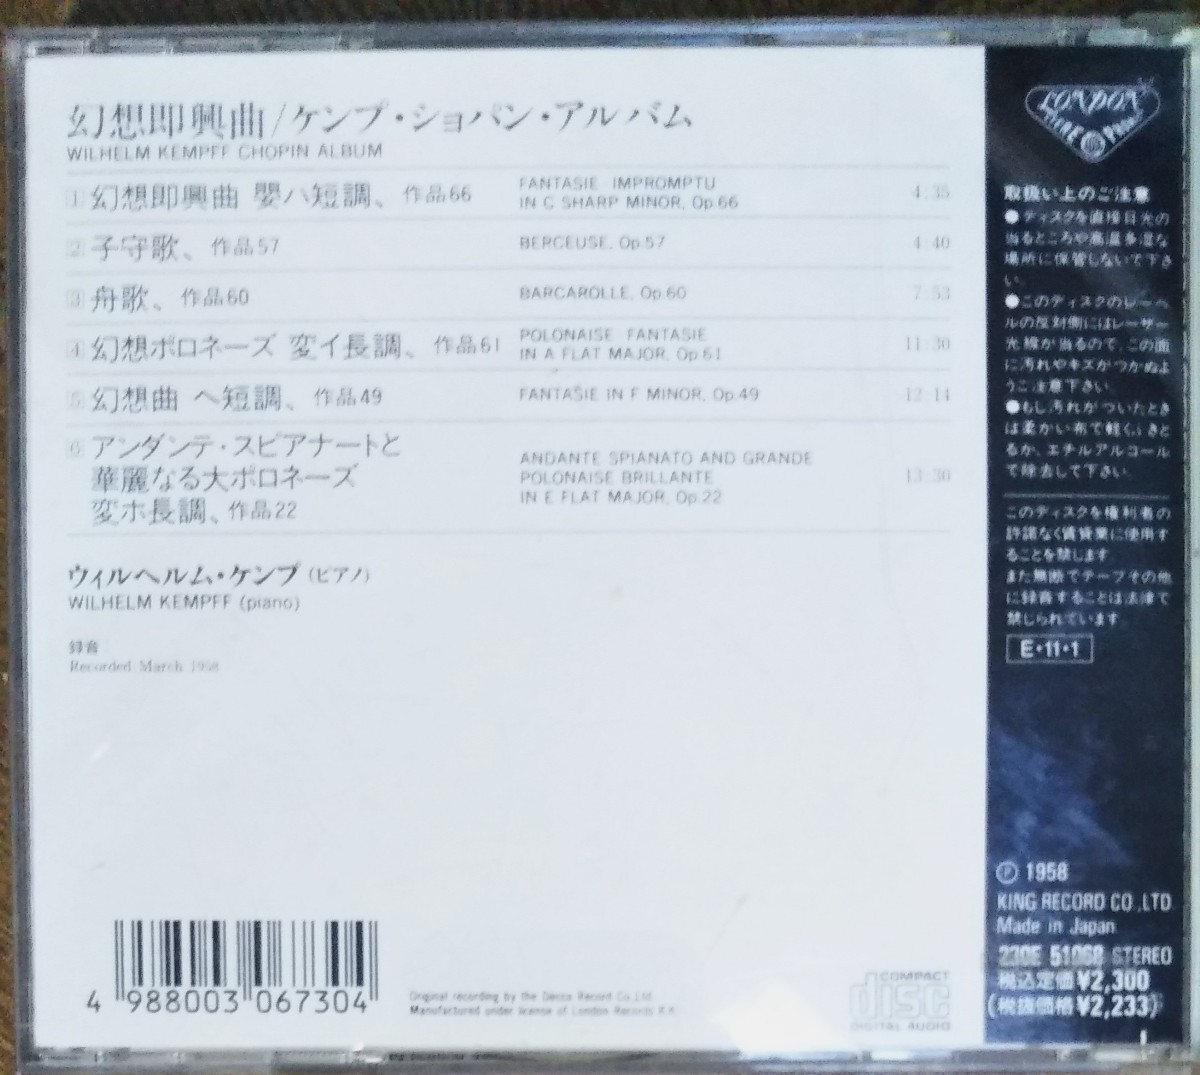 幻想即興曲/ケンプ・ショパン・アルバム
WILHELM KEMPFF CHOPIN ALBUM
1 幻想即興曲 嬰ハ短調、作品66 FANTASIE IMPROMPTU IN C SHARP MINOR, Op.66 4:35
2 子守歌、作品57 BERCEUSE, Op.57 4:40
3 舟歌、作品60 BARCAROLLE, Op.60 7:53
4 幻想ポロネーズ 変イ長調、作品61 POLONAISE FANTASIE IN A FLAT MAJOR, Op.61 11:30
5 幻想曲 ヘ短調、作品49 FANTASIE IN F MINOR, Op.49 12:14
6 アンダンテ・スピアナートと
華麗なる大ポロネーズ
変ホ長調、作品22
ANDANTE SPIANATO AND GRANDE
POLONAISE BRILLANTE
IN E FLAT MAJOR, Op.22
13:30
ウィルヘルム・ケンプ(ピアノ)
WILHELM KEMPFF (piano)
録音
Recorded: March 1958
4 988003 067304
Original recording by the Decca Record Co., Ltd.
Manufactured under license of London Records K.K.
COMPACT
disc
DIGITAL AUDIO
LONDON
取扱い上のご注意
●ディスクを直接日光の
当るところや高温多湿な
場所に保管しないで下さ
い。
●このディスクのレーベ
ルの反対側にはレーザー
光線が当るので、この面
に汚れやキズがつかぬよ
うご注意下さい。
●もし汚れがついたとき
は柔かい布で軽くふきと
るか、エチルアルコール
で除去して下さい。
このディスクを権利者の
許諾なく賃貸業に使用す
ることを禁じます。
また無断でテープその他
に録音することは法律で
禁じられています。
E・11・1
Ⓟ 1958
KING RECORD CO.,LTD
Made in Japan
230E 51068 STEREO
税込定価¥2,300
(税抜価格¥2,233)